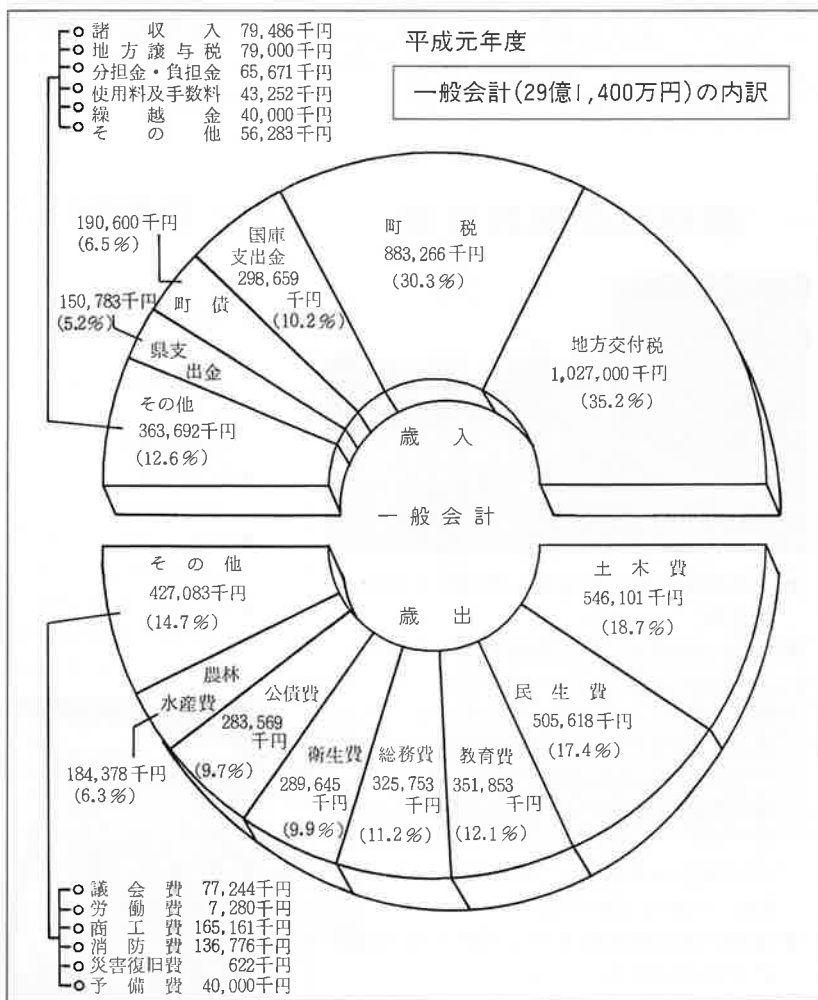 諸収入 79,486千円
地方譲与税 79,000千円
分担金・負担金 65,671千円
使用料及手数料 43,252千円
繰越金 40,000千円
その他 56,283千円
平成元年度
一般会計(29億1,400万円)の内訳
190,600千円
(6.5%)
町債
150,783千円
(5.2%)
県支
出金
その他
363,692千円
(12.6%)
国庫
支出金
298,659
千円
(10.2%)
町税
883,266千円
(30.3%)
地方交付税
1,027,000千円
(35.2%)
歳入
一般会計
歳出
その他
427,083千円
(14.7%)
農林
水産費
184,378千円
(6.3%)
公債費
283,569
千円
(9.7%)
衛生費
289,645
千円
(9.9%)
総務費
325,753
千円
(11.2%)
教育費
351,853
千円
(12.1%)
民生費
505,618千円
(17.4%)
土木費
546,101千円
(18.7%)
議会費 77,244千円
労働費 7,280千円
商工費 165,161千円
消防費 136,776千円
災害復旧費 622千円
予備費 40,000千円